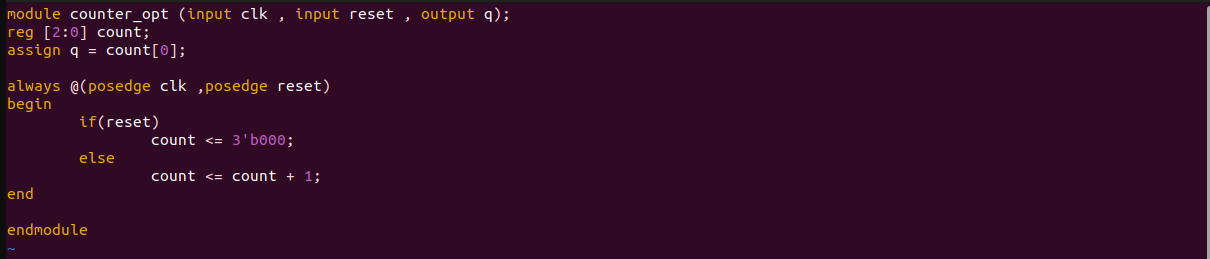 module counter_opt (input clk , input reset , output q);
reg [2:0] count;
assign q = count[0];
always @(posedge clk ,posedge reset)
begin
if(reset)
count <= 3'b000;
else
count <= count + 1;
end
endmodule
~